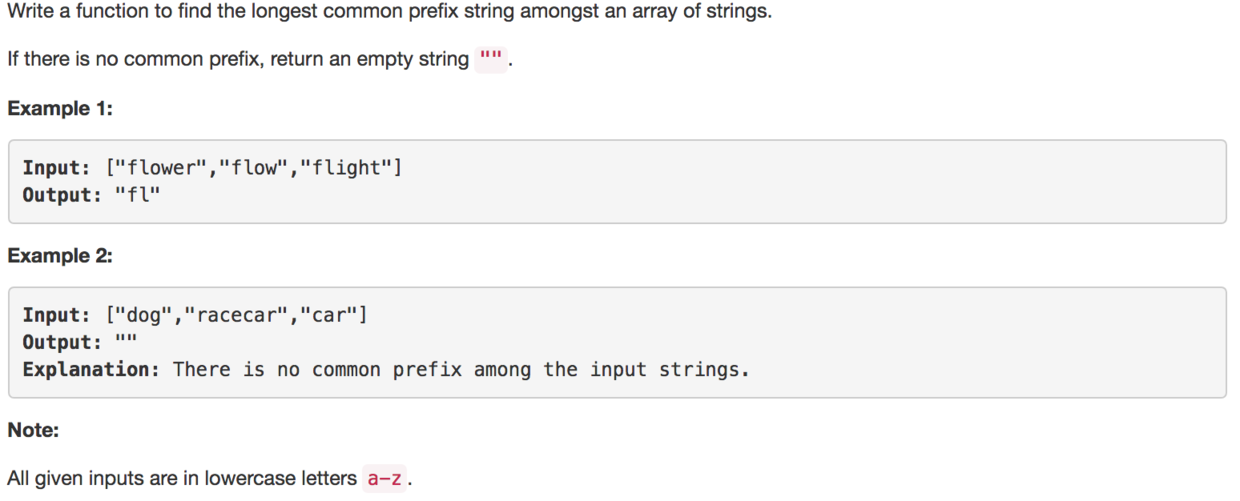 Write a function to find the longest common prefix string amongst an array of strings.
If there is no common prefix, return an empty string "".
Example 1:
Input: ["flower","flow","flight"]
Output: "fl"
Example 2:
Input: ["dog","racecar","car"]
Output: ""
Explanation: There is no common prefix among the input strings.
Note:
All given inputs are in lowercase letters a-z.